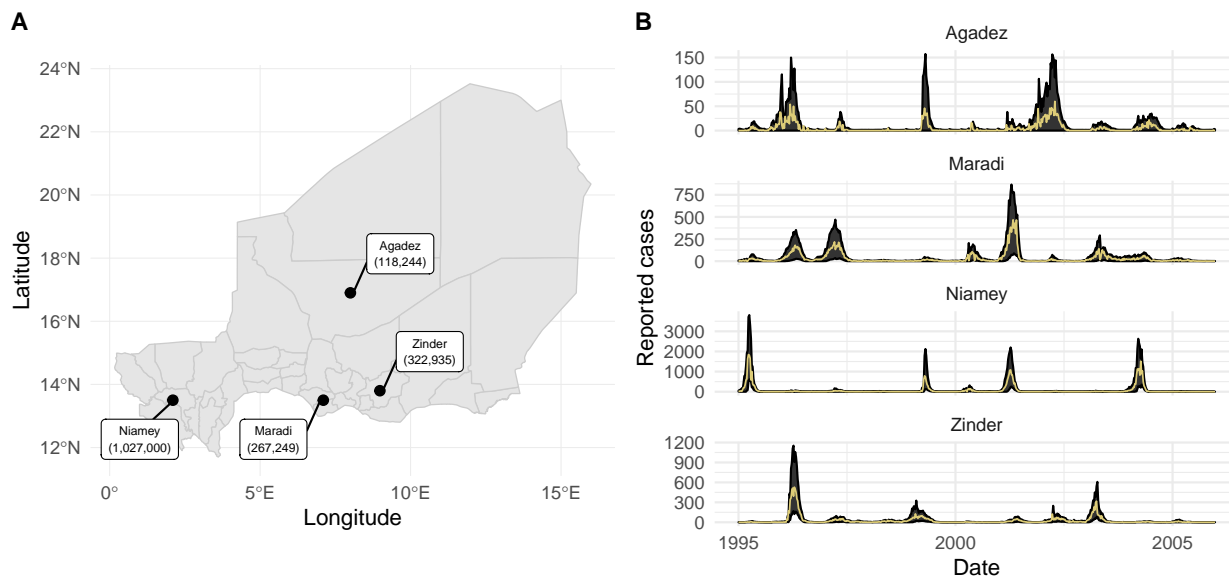 A
24°N
22°N
20°N
18°N
16°N
14°N
12°N
Latitude
Agadez
(118,244)
Zinder
(322,935)
Niamey
(1,027,000)
Maradi
(267,249)
0°
5°E
10°E
15°E
Longitude
B
Reported cases
Agadez
150
100
50
0
Maradi
750
500
250
0
Niamey
3000
2000
1000
0
Zinder
1200
900
600
300
0
1995
2000
2005
Date